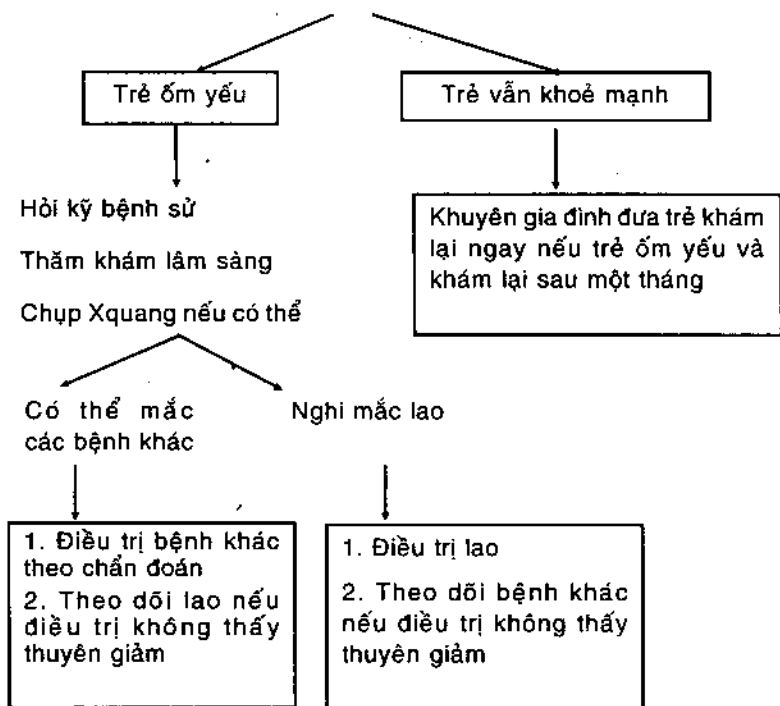 Trẻ ốm yếu
Trẻ vẫn khoẻ mạnh
Hỏi kỹ bệnh sử
Thăm khám lâm sàng
Chụp Xquang nếu có thể
Khuyên gia đình đưa trẻ khám
lại ngay nếu trẻ ốm yếu và
khám lại sau một tháng
Có thể mắc
các bệnh khác
Nghi mắc lao
1. Điều trị bệnh khác
theo chẩn đoán
2. Theo dõi lao nếu
điều trị không thấy
thuyên giảm
1. Điều trị lao
2. Theo dõi bệnh khác
nếu điều trị không thấy
thuyên giảm